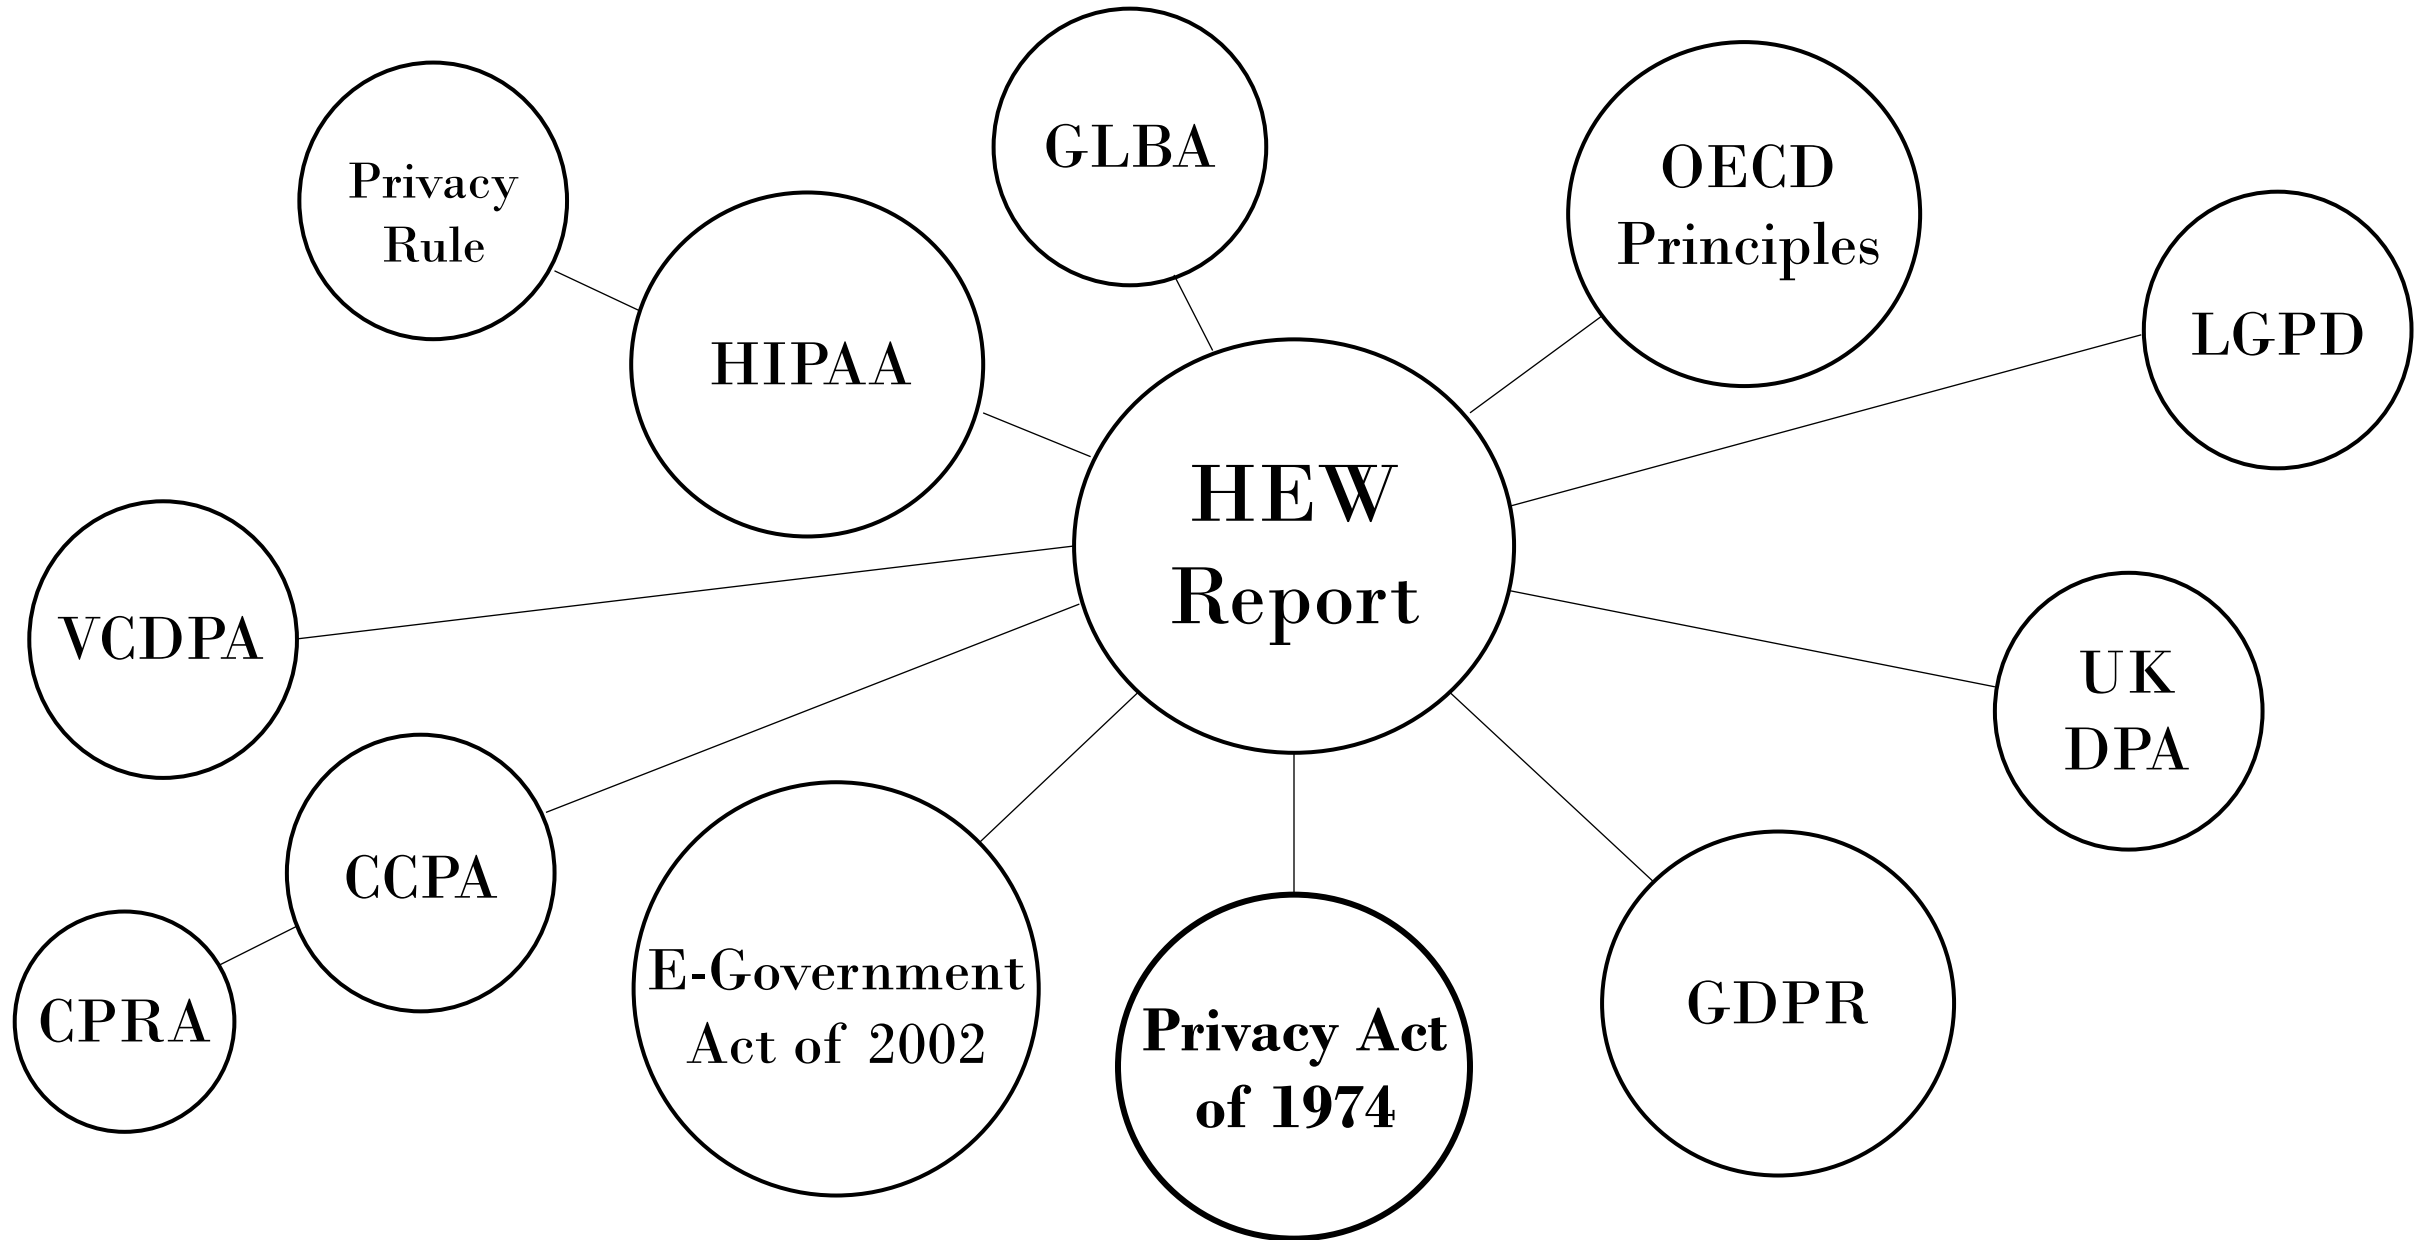 GLBA
OECD
Principles
Privacy
Rule
HIPAA
LGPD
HEW
Report
VCDPA
UK
DPA
CCPA
E-Government
Act of 2002
CPRA
Privacy Act
of 1974
GDPR